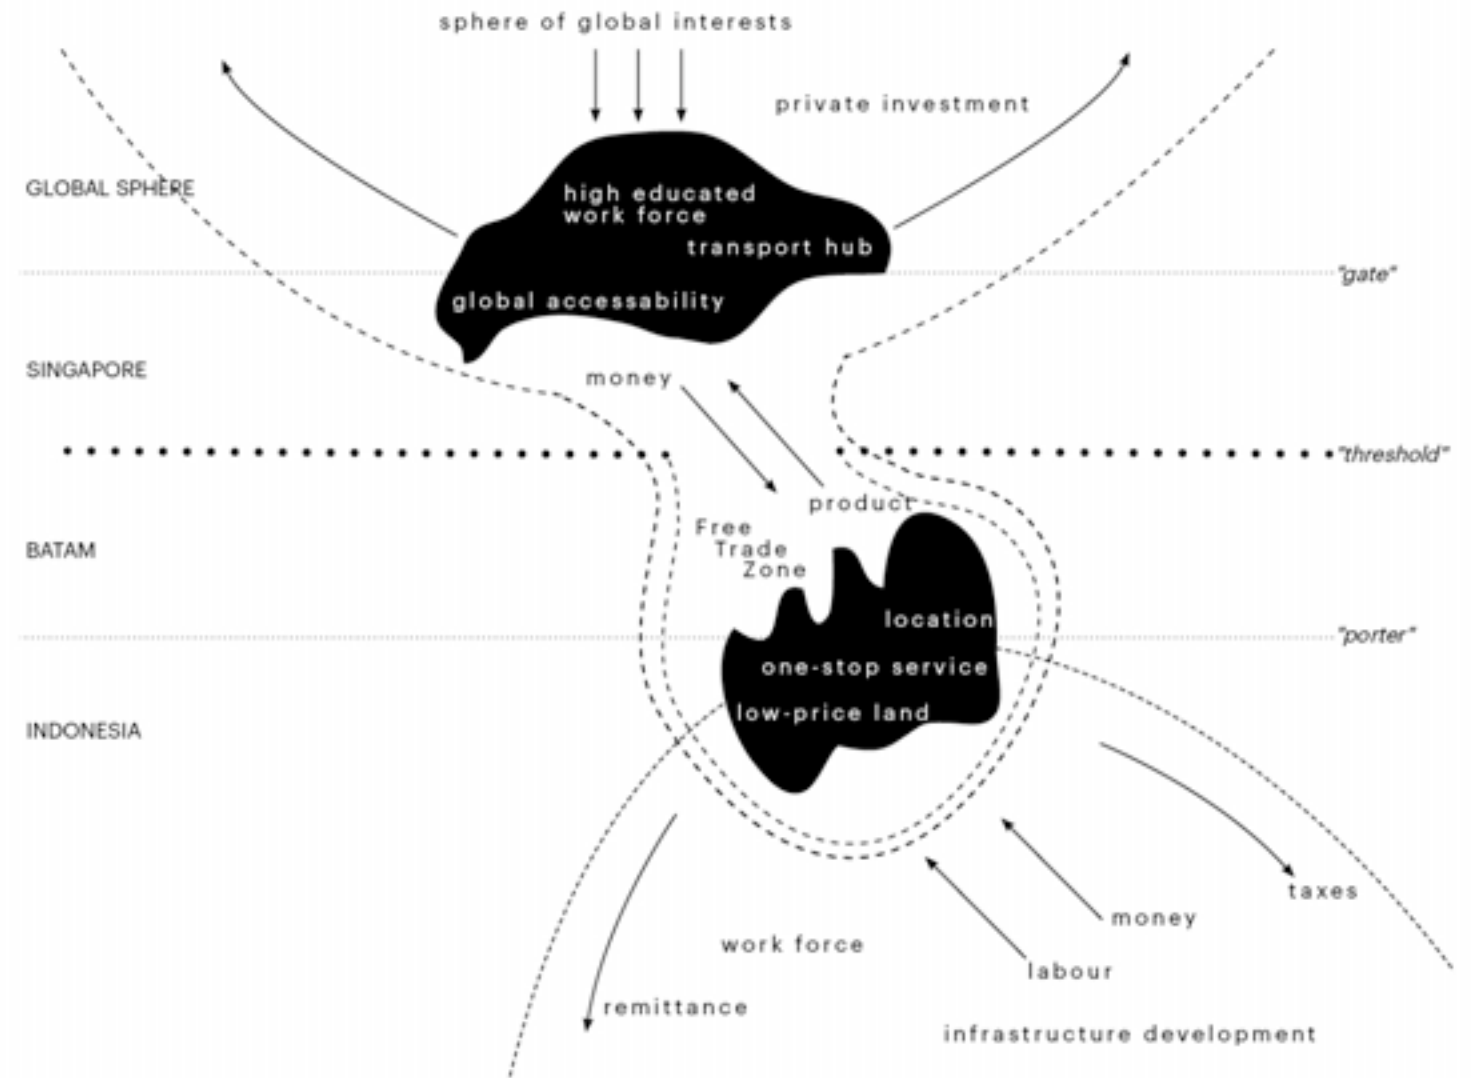 sphere of global interests
private investment
GLOBAL SPHERE
high educated
work force
transport hub
"gate"
global accessability
SINGAPORE
money
"threshold"
product
Free
Trade
Zone
BATAM
location
"porter"
one-stop service
low-price land
INDONESIA
taxes
money
work force
labour
remittance
infrastructure development